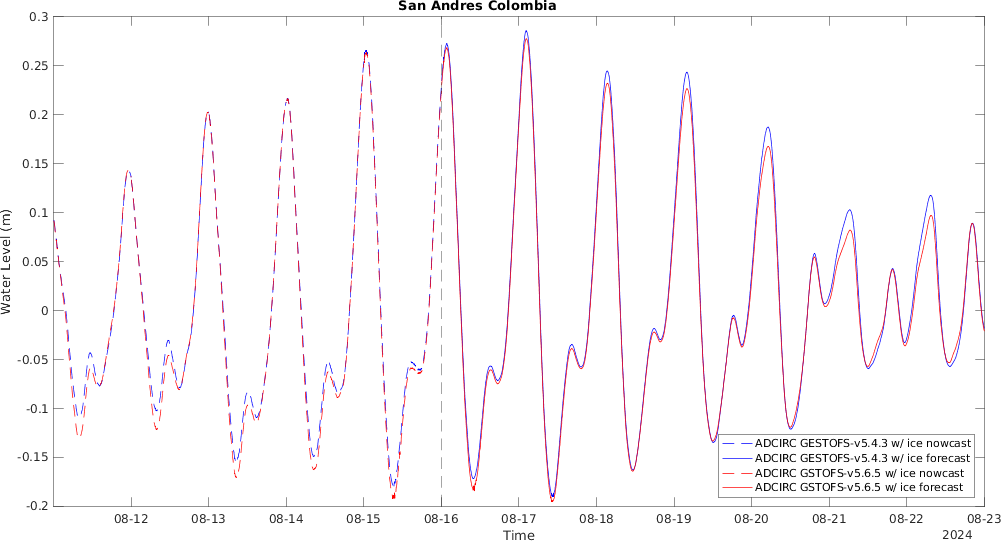 San Andres Colombia
Water Level (m)
0.3
0.25
0.2
0.15
0.1
0.05
0
-0.05
-0.1
-0.15
-0.2
ADCIRC GESTOFS-v5.4.3 w/ ice nowcast
ADCIRC GESTOFS-v5.4.3 w/ ice forecast
ADCIRC GSTOFS-v5.6.5 w/ ice nowcast
ADCIRC GSTOFS-v5.6.5 w/ ice forecast
08-12 08-13 08-14 08-15 08-16 08-17 08-18 08-19 08-20 08-21 08-22 08-23
Time
2024